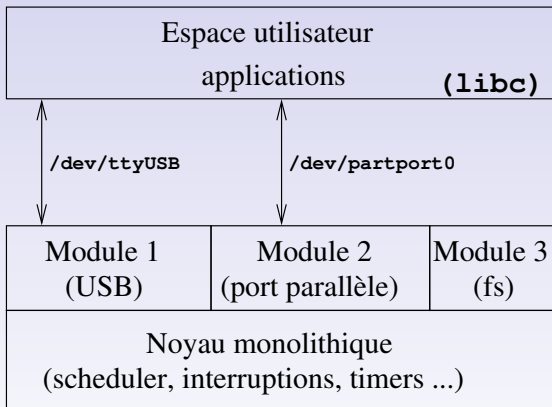 Espace utilisateur
applications
(libc)
/dev/ttyUSB
/dev/partport0
Module 1
(USB)
Module 2
(port parallèle)
Module 3
(fs)
Noyau monolithique
(scheduler, interruptions, timers ...)